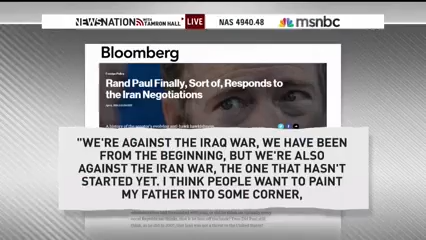 NEWSNATION WITH TAMRON HALL
LIVE
NAS 4940.48
msnbc
Bloomberg
Rand Paul Finally, Sort of, Responds to
the Iran Negotiations
"WE'RE AGAINST THE IRAQ WAR, WE HAVE BEEN
FROM THE BEGINNING, BUT WE'RE ALSO
AGAINST THE IRAN WAR, THE ONE THAT HASN'T
STARTED YET. I THINK PEOPLE WANT TO PAINT
MY FATHER INTO SOME CORNER,